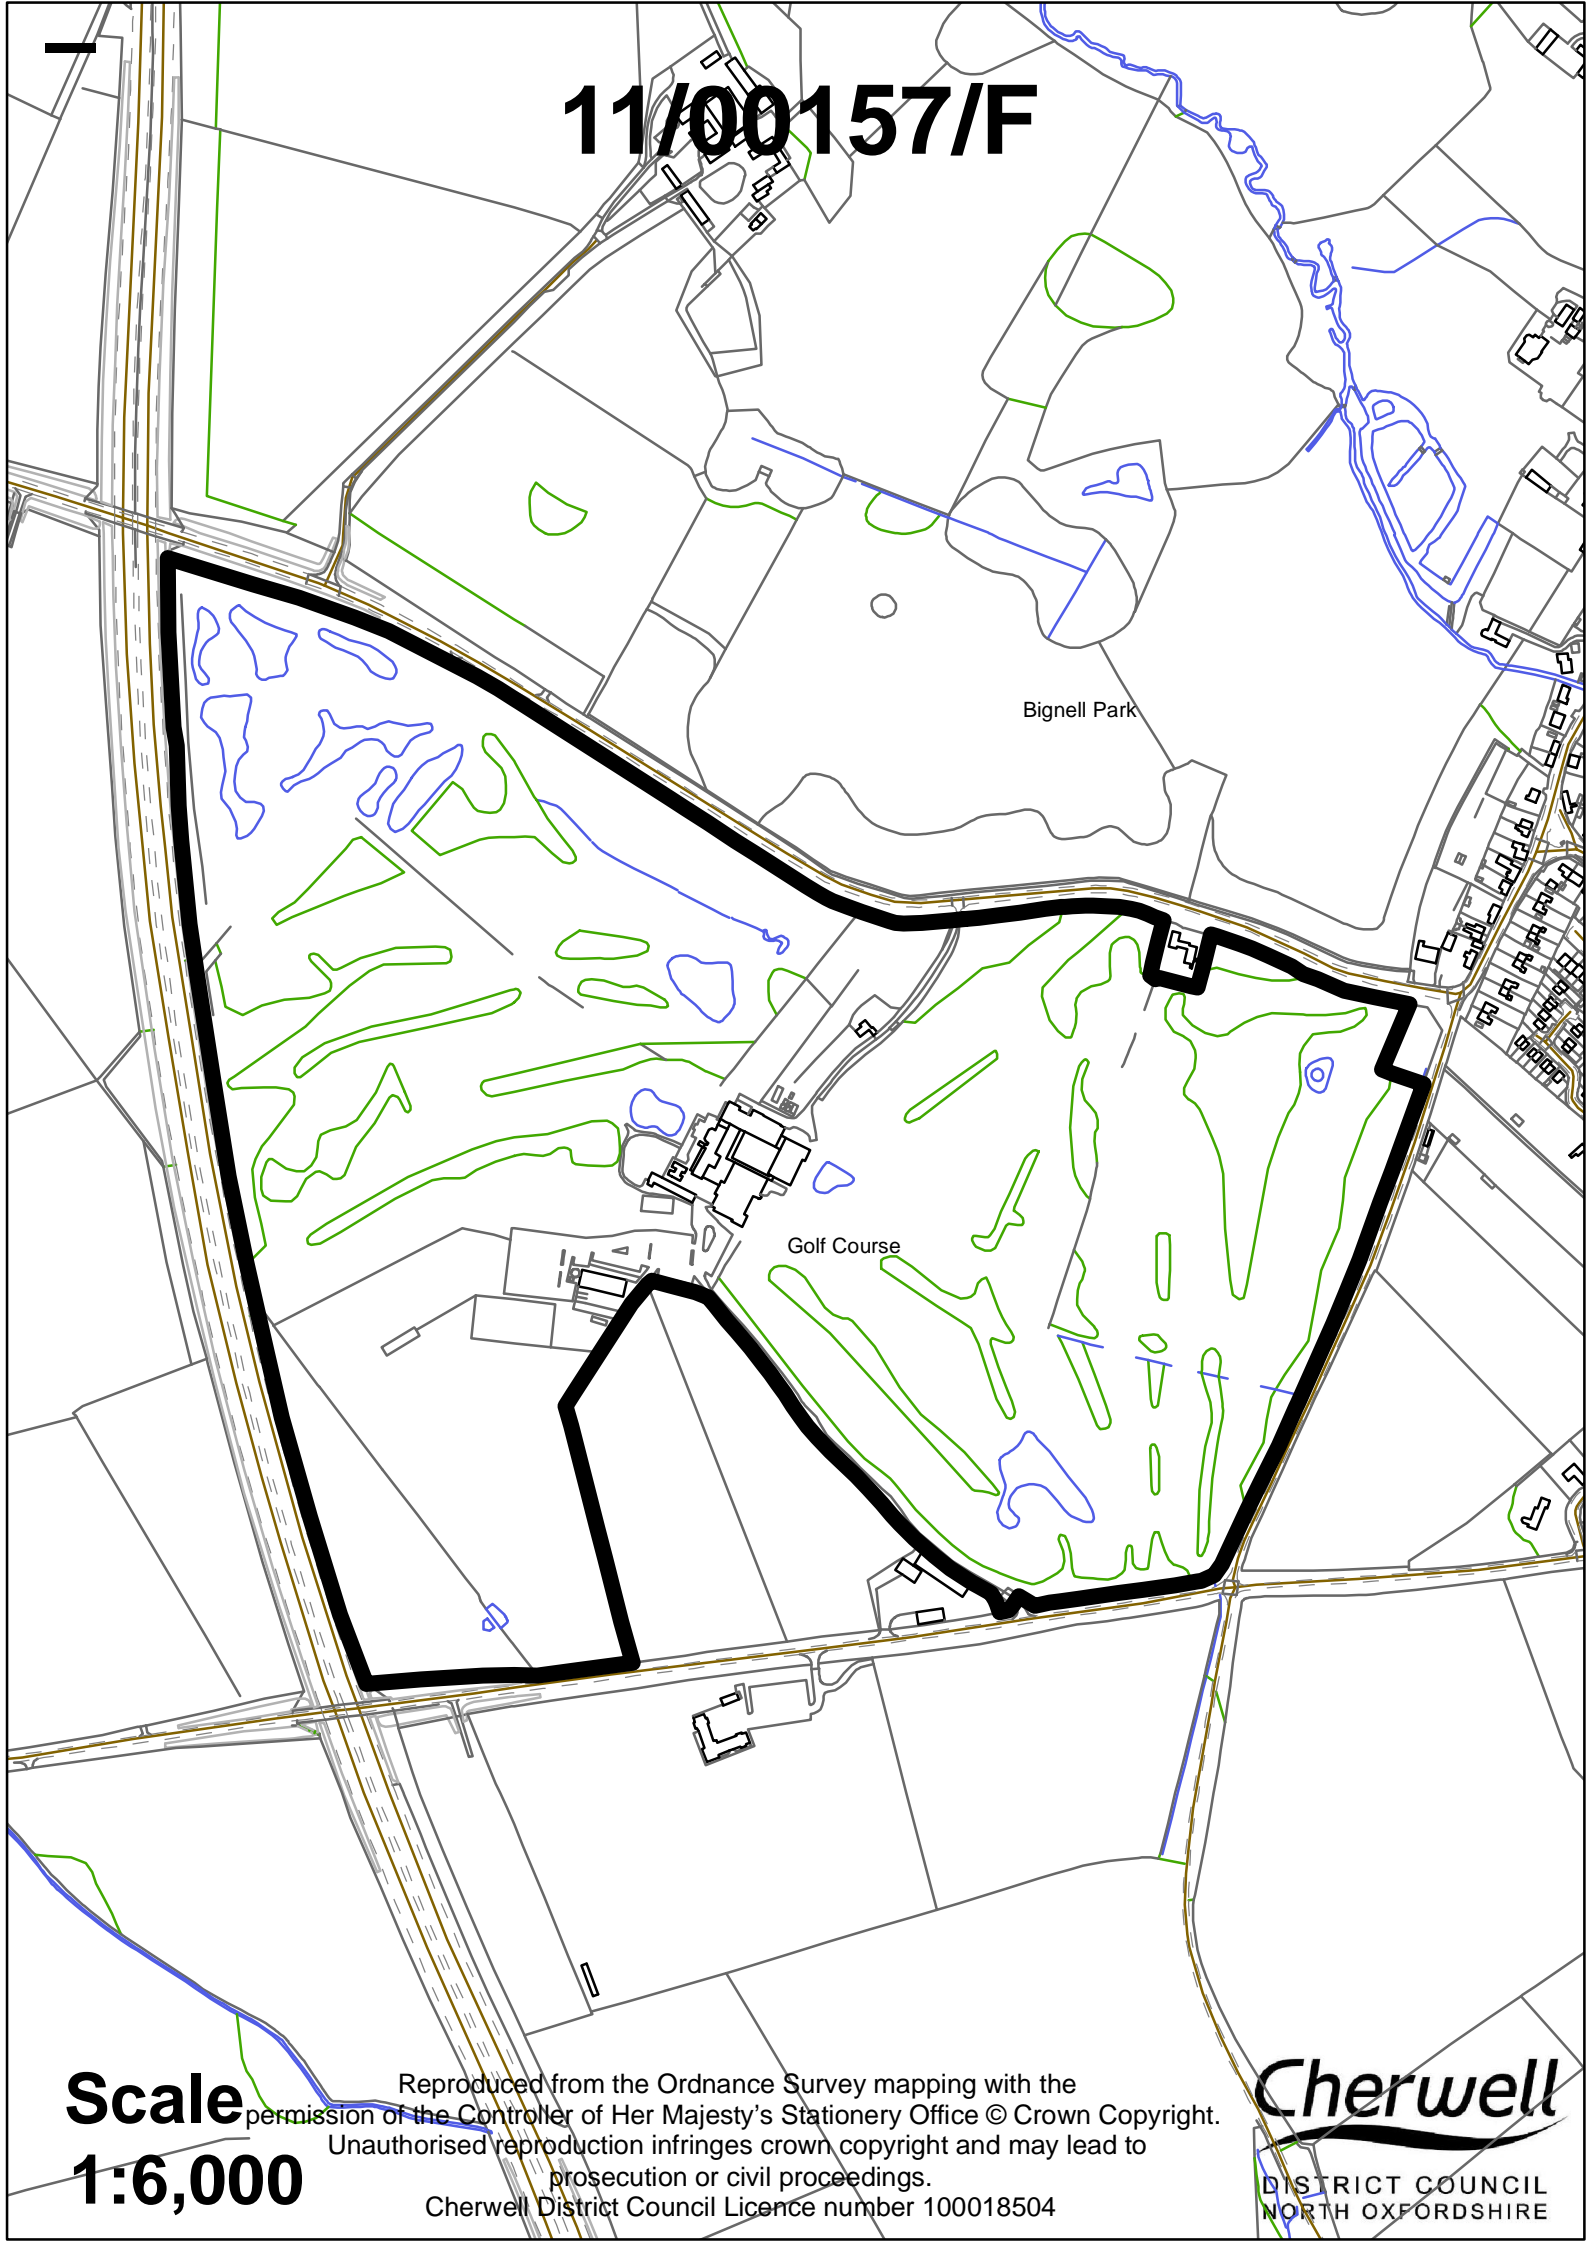 11/00157/F
Bignell Park
Golf Course
Scale
1:6,000
Reproduced from the Ordnance Survey mapping with the
permission of the Controller of Her Majesty's Stationery Office © Crown Copyright.
Unauthorised reproduction infringes crown copyright and may lead to
prosecution or civil proceedings.
Cherwell District Council Licence number 100018504
Cherwell
DISTRICT COUNCIL
NORTH OXFORDSHIRE